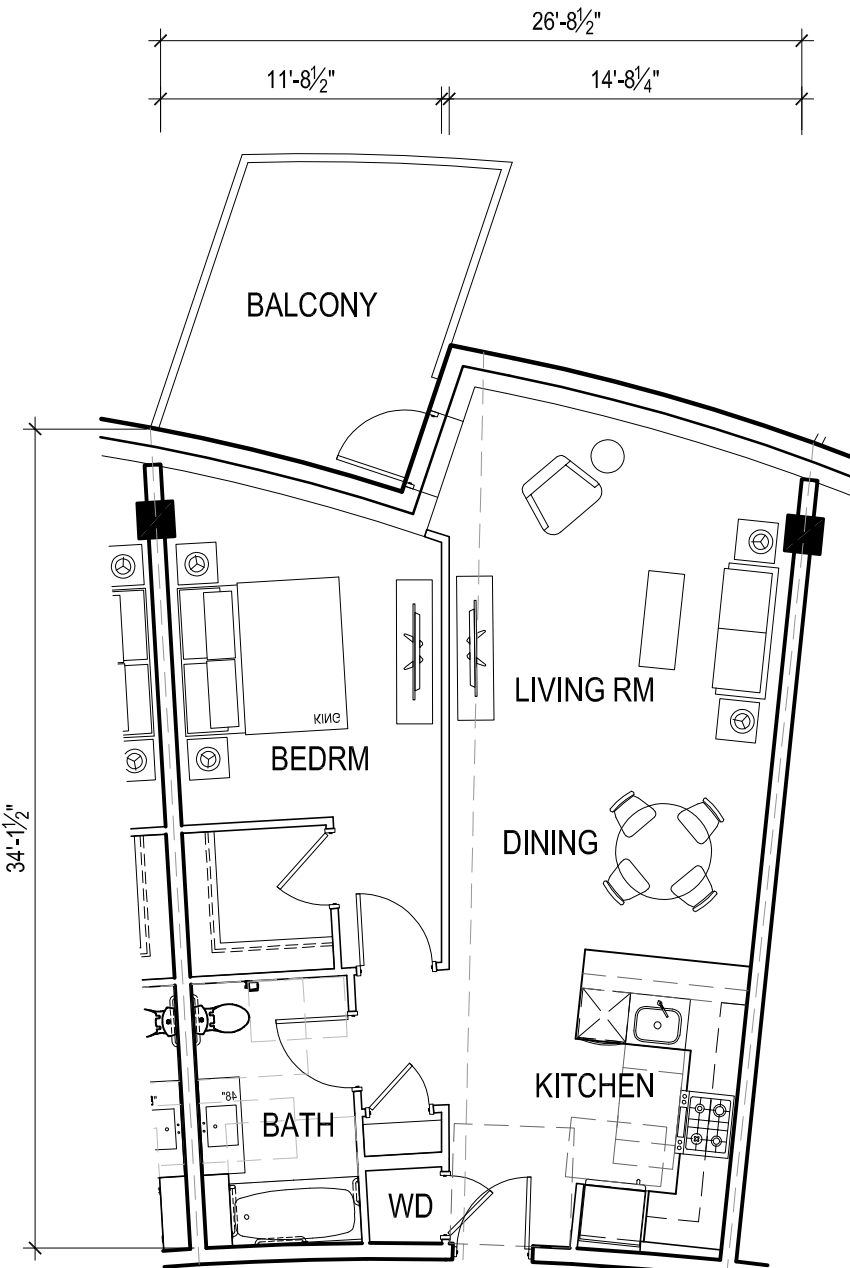 26'-8½"
11'-8½"
14'-8¼"
BALCONY
34'-1½"
KING
LIVING RM
BEDRM
DINING
KITCHEN
48"
BATH
WD